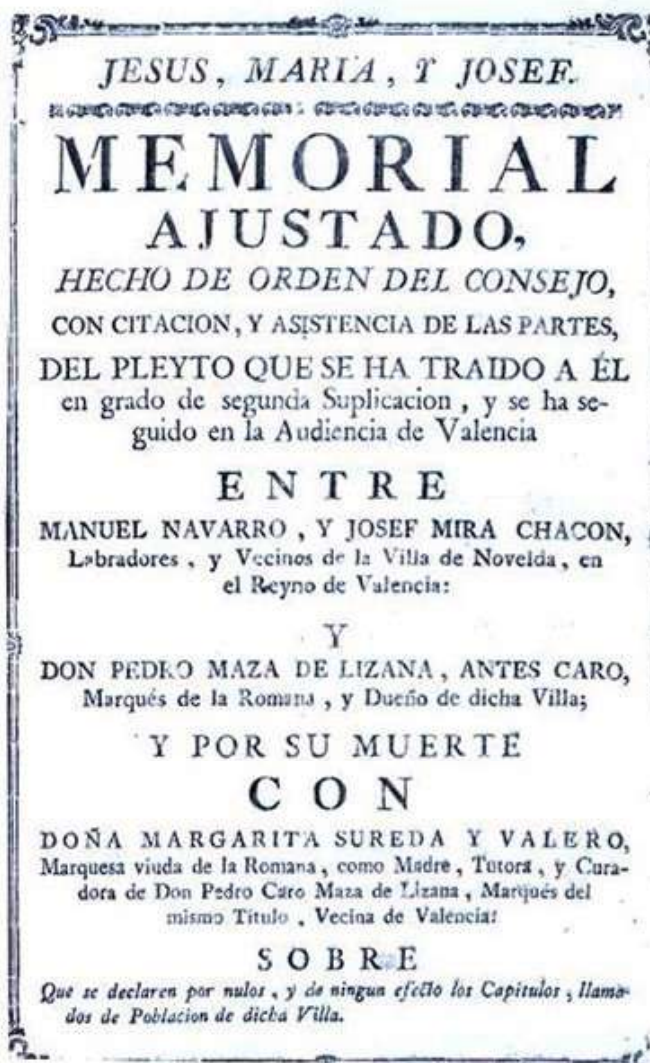 JESUS, MARIA, Y JOSEF.
MEMORIAL
AJUSTADO,
HECHO DE ORDEN DEL CONSEJO,
CON CITACION, Y ASISTENCIA DE LAS PARTES,
DEL PLEYTO QUE SE HA TRAIDO A ÉL
en grado de segunda Suplicacion, y se ha se-
guido en la Audiencia de Valencia
ENTRE
MANUEL NAVARRO, Y JOSEF MIRA CHACON,
Labradores, y Vecinos de la Villa de Novelda, en
el Reyno de Valencia:
Y
DON PEDRO MAZA DE LIZANA, ANTES CARO,
Marqués de la Romana, y Dueño de dicha Villa;
Y POR SU MUERTE
CON
DOÑA MARGARITA SUREDA Y VALERO,
Marquesa viuda de la Romana, como Madre, Tutora, y Cura-
dora de Don Pedro Caro Maza de Lizana, Marqués del
mismo Título, Vecina de Valencia:
SOBRE
Que se declaren por nulos, y de ningun efecto los Capitulos, llama-
dos de Poblacion de dicha Villa.